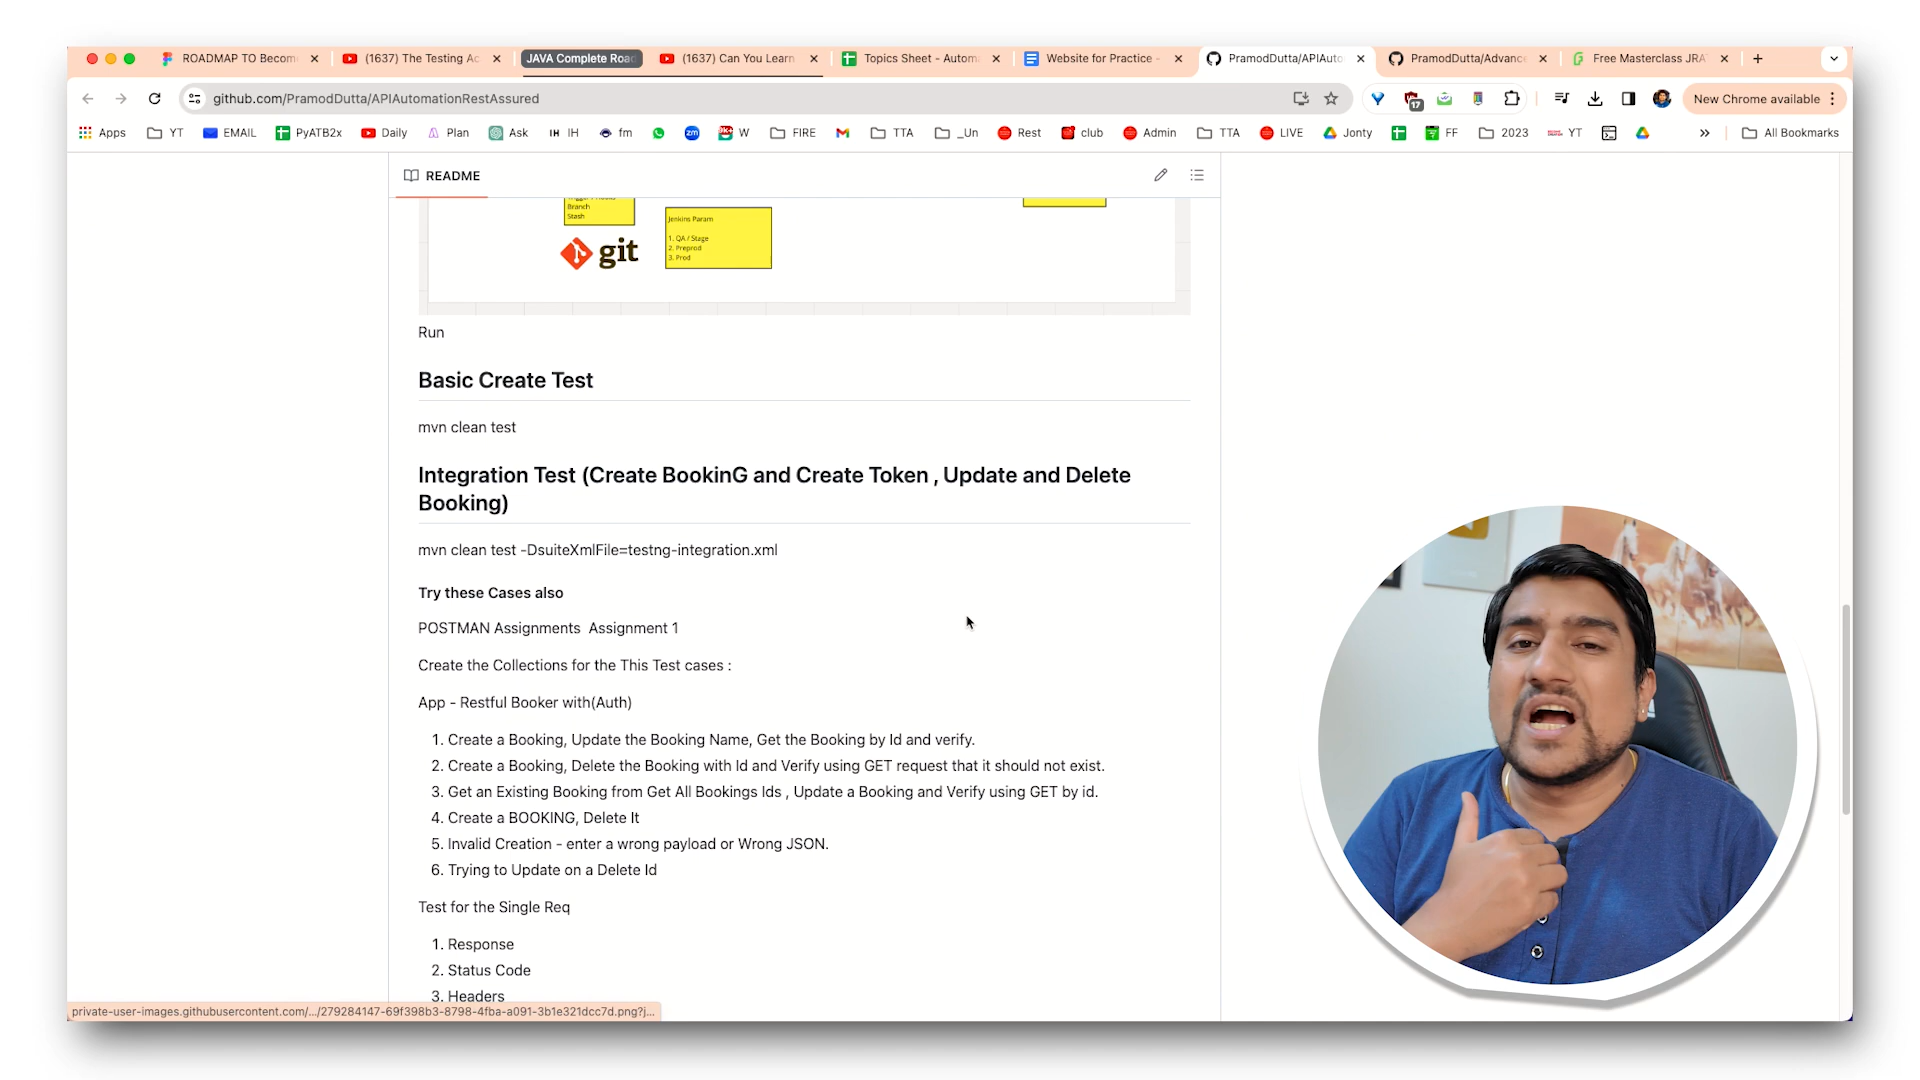 ROADMAP TO Becom
(1637) The Testing Ac
JAVA Complete Road
(1637) Can You Learn
Topics Sheet - Autom
Website for Practice -
PramodDutta/APIAuto
PramodDutta/Advance
Free Masterclass JRA
github.com/PramodDutta/APIAutomationRestAssured
17
New Chrome available
Apps
YT
EMAIL
PyATB2x
Daily
Plan
Ask
IH IH
fm
zm
W
FIRE
TTA
_Un
Rest
club
Admin
TTA
LIVE
Jonty
FF
2023
YT
All Bookmarks
README
Branch
Stash
git
Jenkins Param
1. QA / Stage
2. Preprod
3. Prod
Run
Basic Create Test
mvn clean test
Integration Test (Create BookinG and Create Token , Update and Delete
Booking)
mvn clean test -DsuiteXmlFile=testng-integration.xml
Try these Cases also
POSTMAN Assignments Assignment 1
Create the Collections for the This Test cases :
App - Restful Booker with(Auth)
1. Create a Booking, Update the Booking Name, Get the Booking by Id and verify.
2. Create a Booking, Delete the Booking with Id and Verify using GET request that it should not exist.
3. Get an Existing Booking from Get All Bookings Ids , Update a Booking and Verify using GET by id.
4. Create a BOOKING, Delete It
5. Invalid Creation - enter a wrong payload or Wrong JSON.
6. Trying to Update on a Delete Id
Test for the Single Req
1. Response
2. Status Code
3. Headers
private-user-images.githubusercontent.com/.../279284147-69f398b3-8798-4fba-a091-3b1e321dcc7d.png?j...